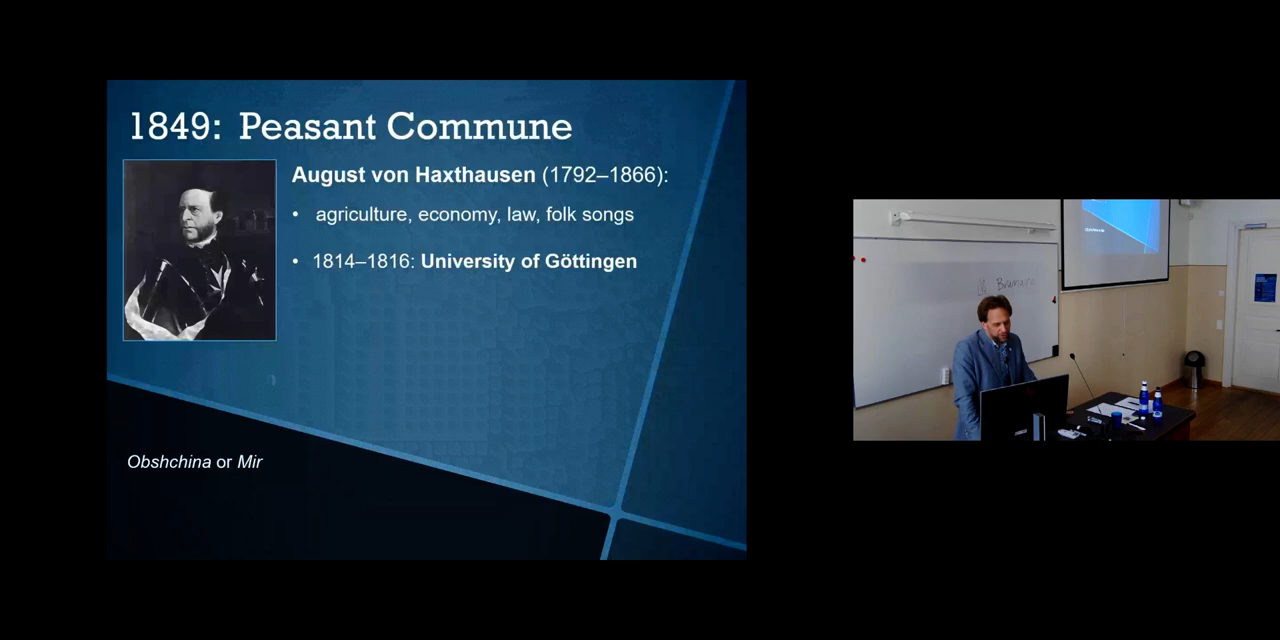 1849: Peasant Commune
August von Haxthausen (1792–1866):
• agriculture, economy, law, folk songs
• 1814–1816: University of Göttingen
Obshchina or Mir